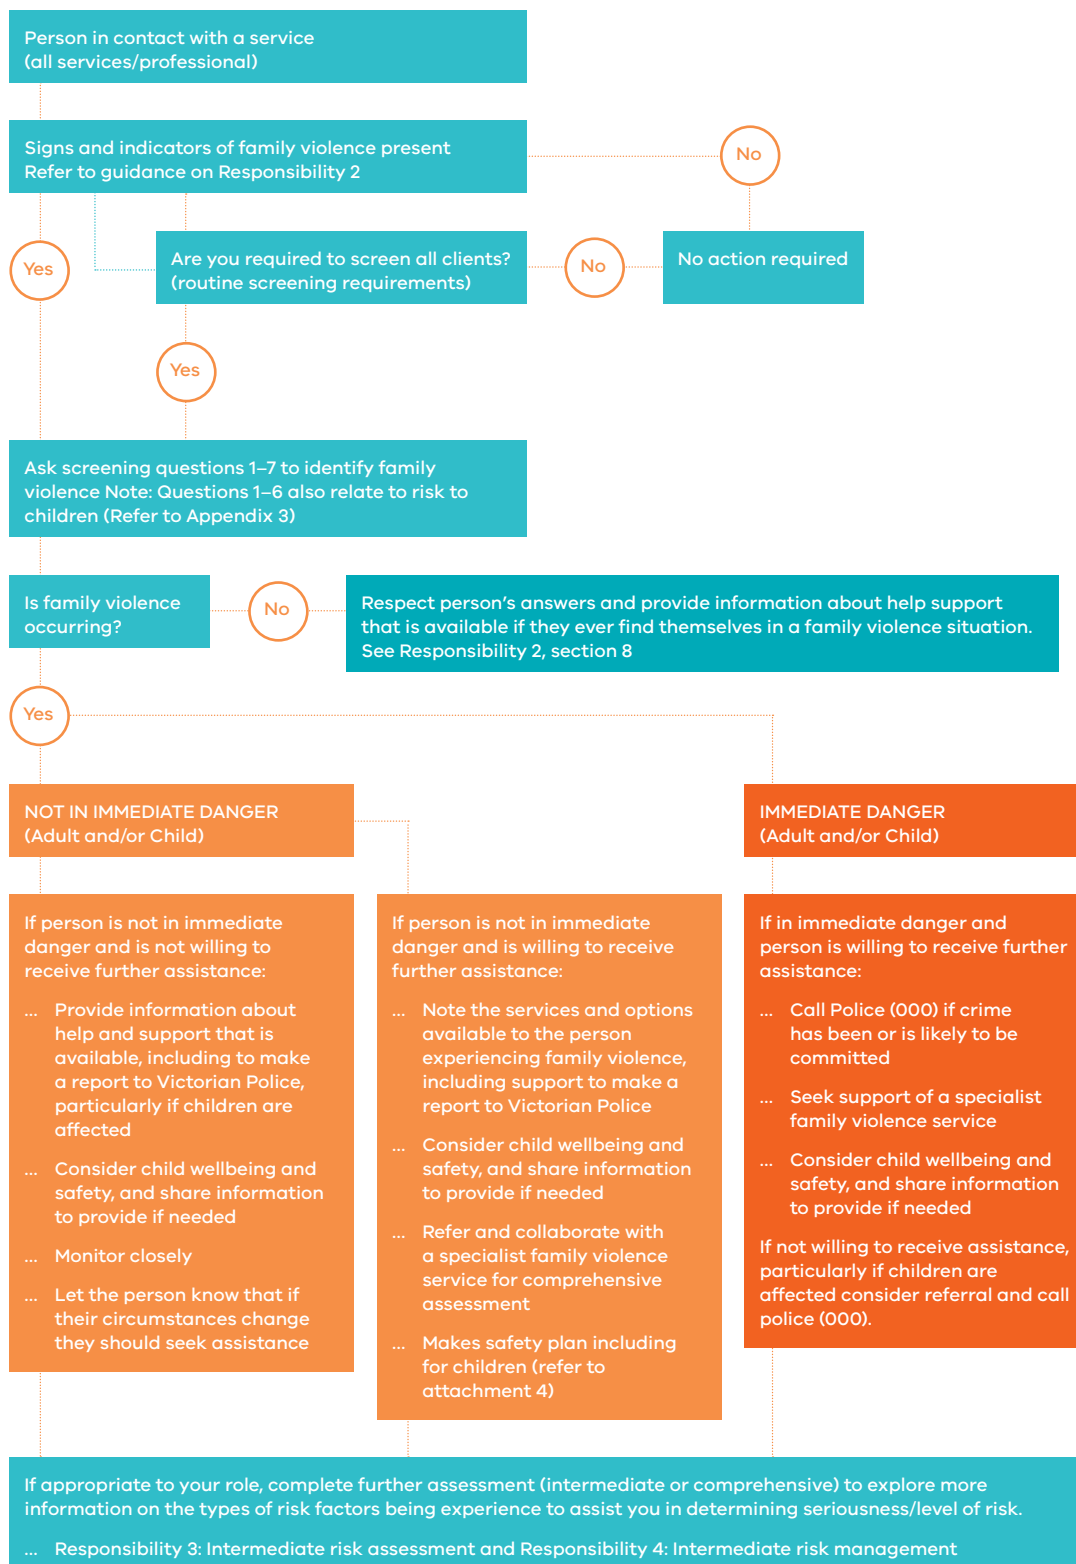 Person in contact with a service
(all services/professional)
Signs and indicators of family violence present
Refer to guidance on Responsibility 2
No
Yes
Are you required to screen all clients?
(routine screening requirements)
No
No action required
Yes
Ask screening questions 1–7 to identify family
violence Note: Questions 1–6 also relate to risk to
children (Refer to Appendix 3)
Is family violence
occurring?
No
Respect person’s answers and provide information about help support
that is available if they ever find themselves in a family violence situation.
See Responsibility 2, section 8
Yes
NOT IN IMMEDIATE DANGER
(Adult and/or Child)
IMMEDIATE DANGER
(Adult and/or Child)
If person is not in immediate
danger and is not willing to
receive further assistance:
... Provide information about
help and support that is
available, including to make
a report to Victorian Police,
particularly if children are
affected
... Consider child wellbeing and
safety, and share information
to provide if needed
... Monitor closely
... Let the person know that if
their circumstances change
they should seek assistance
If person is not in immediate
danger and is willing to receive
further assistance:
... Note the services and options
available to the person
experiencing family violence,
including support to make a
report to Victorian Police
... Consider child wellbeing and
safety, and share information
to provide if needed
... Refer and collaborate with
a specialist family violence
service for comprehensive
assessment
... Makes safety plan including
for children (refer to
attachment 4)
If in immediate danger and
person is willing to receive further
assistance:
... Call Police (000) if crime
has been or is likely to be
committed
... Seek support of a specialist
family violence service
... Consider child wellbeing and
safety, and share information
to provide if needed
If not willing to receive assistance,
particularly if children are
affected consider referral and call
police (000).
If appropriate to your role, complete further assessment (intermediate or comprehensive) to explore more
information on the types of risk factors being experience to assist you in determining seriousness/level of risk.
... Responsibility 3: Intermediate risk assessment and Responsibility 4: Intermediate risk management